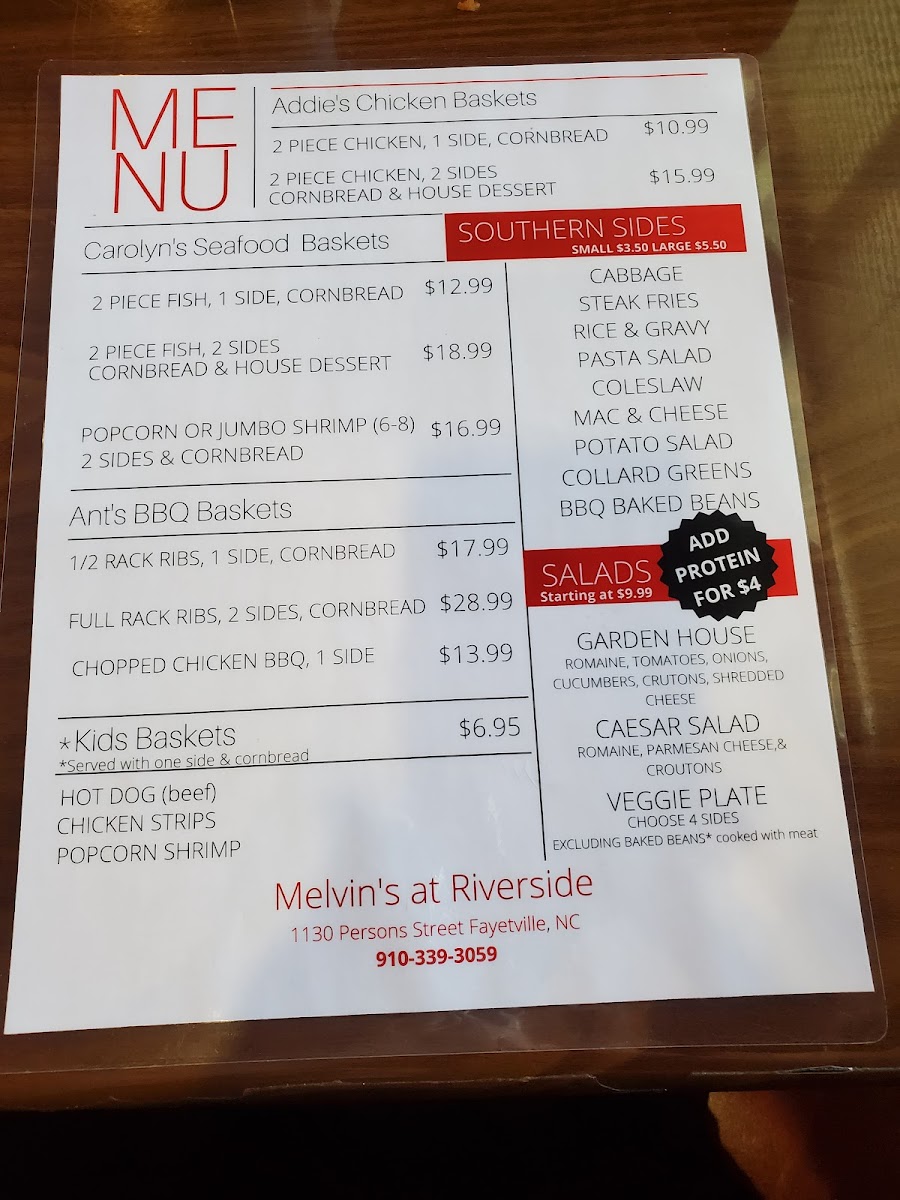 ME
NU
Addie's Chicken Baskets
2 PIECE CHICKEN, 1 SIDE, CORNBREAD $10.99
2 PIECE CHICKEN, 2 SIDES
CORNBREAD & HOUSE DESSERT $15.99
Carolyn's Seafood Baskets
2 PIECE FISH, 1 SIDE, CORNBREAD $12.99
2 PIECE FISH, 2 SIDES
CORNBREAD & HOUSE DESSERT $18.99
POPCORN OR JUMBO SHRIMP (6-8) $16.99
2 SIDES & CORNBREAD
Ant's BBQ Baskets
1/2 RACK RIBS, 1 SIDE, CORNBREAD $17.99
FULL RACK RIBS, 2 SIDES, CORNBREAD $28.99
CHOPPED CHICKEN BBQ, 1 SIDE $13.99
*Kids Baskets $6.95
*Served with one side & cornbread
HOT DOG (beef)
CHICKEN STRIPS
POPCORN SHRIMP
SOUTHERN SIDES
SMALL $3.50 LARGE $5.50
CABBAGE
STEAK FRIES
RICE & GRAVY
PASTA SALAD
COLESLAW
MAC & CHEESE
POTATO SALAD
COLLARD GREENS
BBQ BAKED BEANS
SALADS
Starting at $9.99
ADD
PROTEIN
FOR $4
GARDEN HOUSE
ROMAINE, TOMATOES, ONIONS,
CUCUMBERS, CRUTONS, SHREDDED
CHEESE
CAESAR SALAD
ROMAINE, PARMESAN CHEESE,&
CROUTONS
VEGGIE PLATE
CHOOSE 4 SIDES
EXCLUDING BAKED BEANS* cooked with meat
Melvin's at Riverside
1130 Persons Street Fayetville, NC
910-339-3059